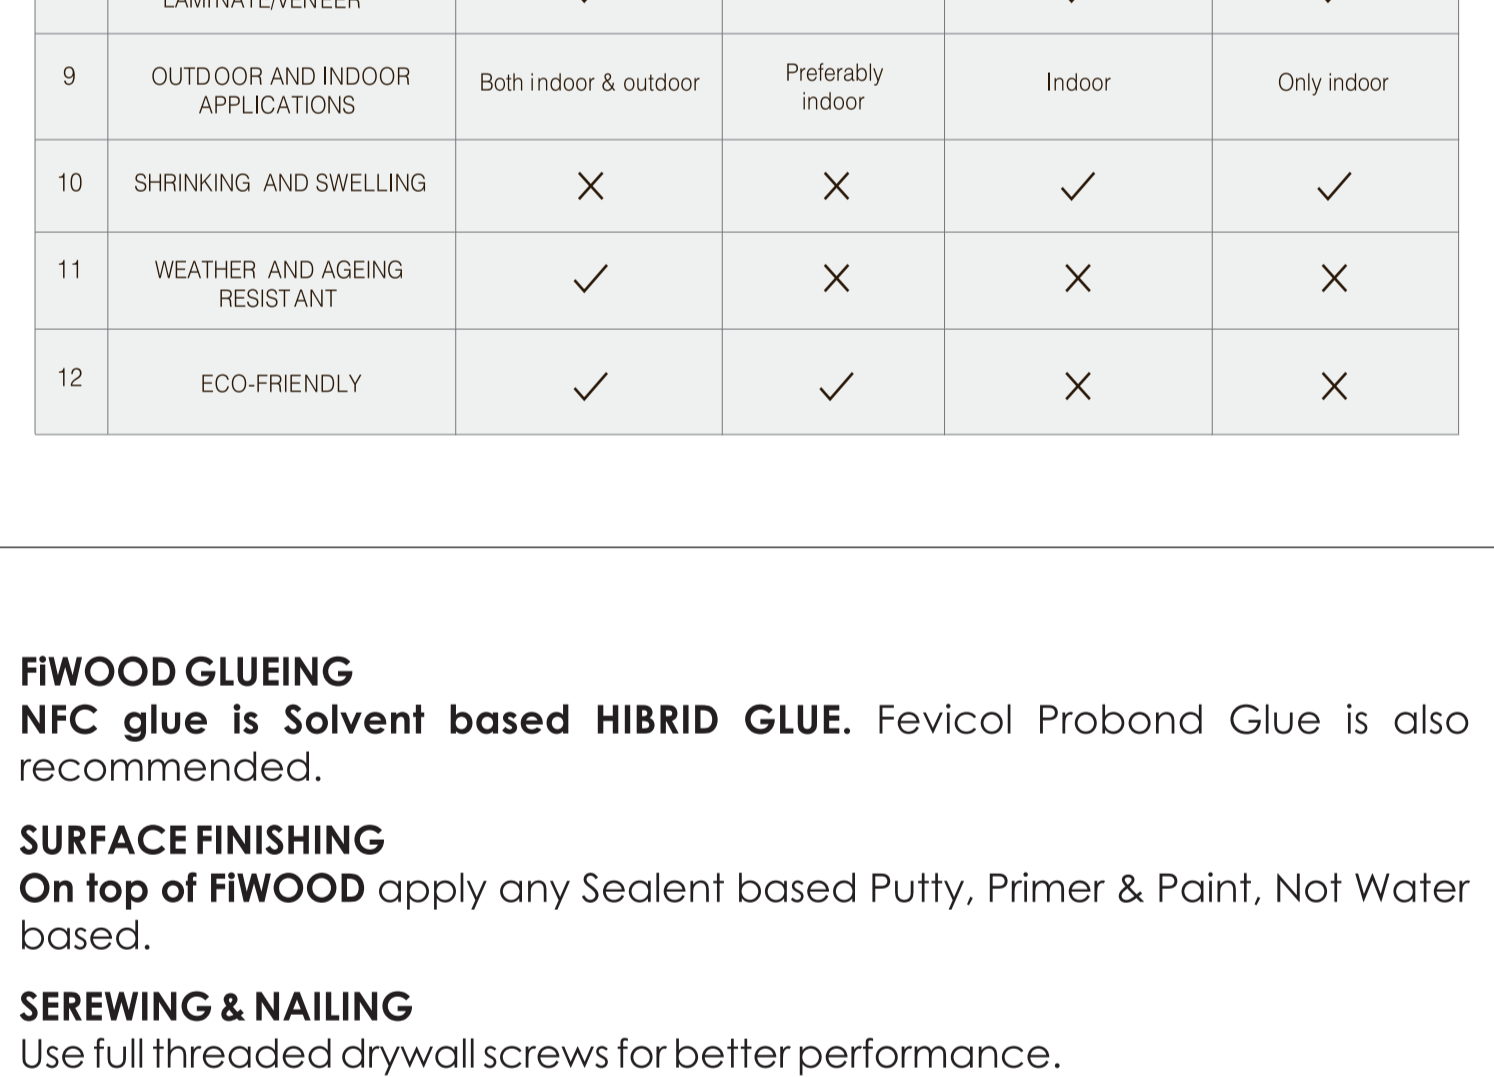 LAMINATE/VENEER
9 OUTDOOR AND INDOOR Both indoor & outdoor Preferably Indoor Only indoor
APPLICATIONS indoor
10 SHRINKING AND SWELLING ✕ ✕ ✓ ✓
11 WEATHER AND AGEING ✓ ✕ ✕ ✕
RESISTANT
12 ECO-FRIENDLY ✓ ✓ ✕ ✕
FiWOOD GLUEING
NFC glue is Solvent based HIBRID GLUE. Fevicol Probond Glue is also
recommended.
SURFACE FINISHING
On top of FiWOOD apply any Sealent based Putty, Primer & Paint, Not Water
based.
SEREWING & NAILING
Use full threaded drywall screws for better performance.